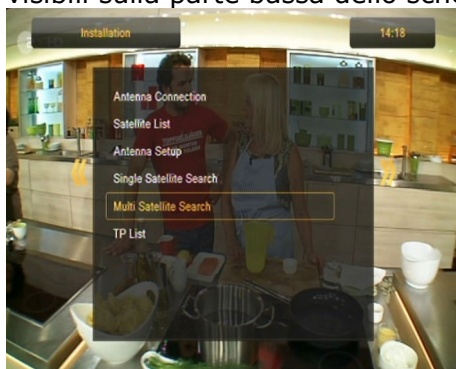 visibili sulla parte bassa dello sche
Installation
14:18
Antenna Connection
Satellite List
Antenna Setup
Single Satellite Search
Multi Satellite Search
TP List